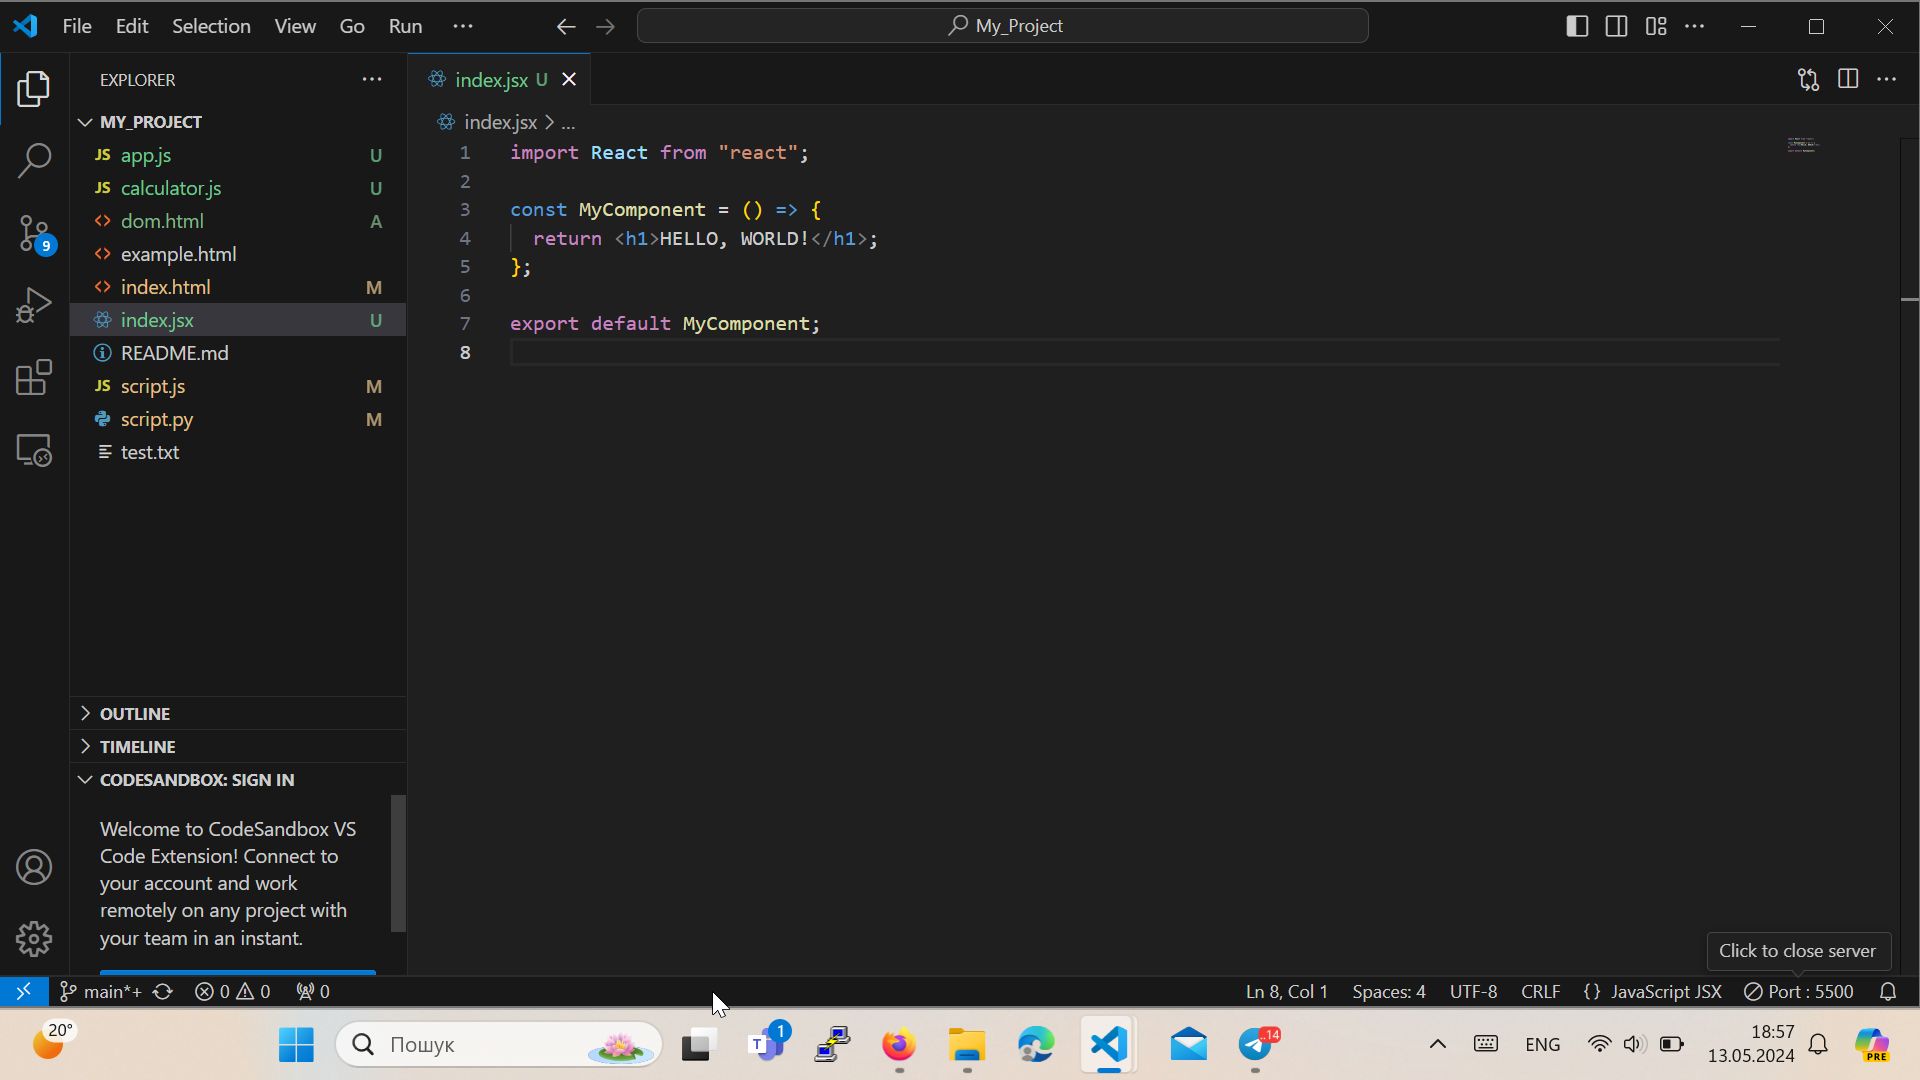 File Edit Selection View Go Run ···
My_Project
EXPLORER ···
index.jsx U
MY_PROJECT
index.jsx > ...
JS app.js U
JS calculator.js U
<> dom.html A
<> example.html
<> index.html M
index.jsx U
README.md
JS script.js M
script.py M
test.txt
1 import React from "react";
2
3 const MyComponent = () => {
4 return <h1>HELLO, WORLD!</h1>;
5 };
6
7 export default MyComponent;
8
9
OUTLINE
TIMELINE
CODESANDBOX: SIGN IN
Welcome to CodeSandbox VS
Code Extension! Connect to
your account and work
remotely on any project with
your team in an instant.
Click to close server
main*+ 0 0 0 Ln 8, Col 1 Spaces: 4 UTF-8 CRLF {} JavaScript JSX Port : 5500
20° Пошук T 1 ..14 ENG 18:57
13.05.2024
PRE